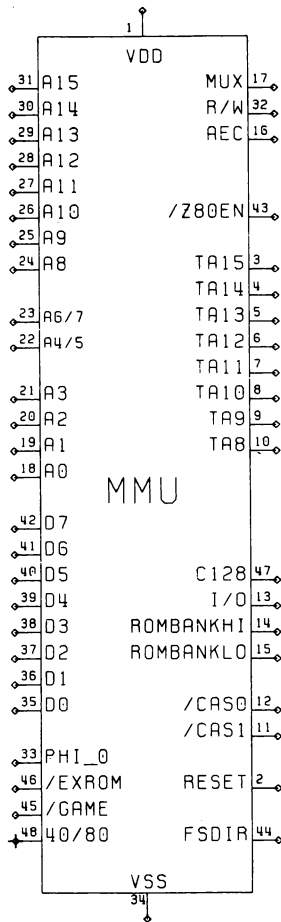 1
VDD
31 A15 MUX 17
30 A14 R/W 32
29 A13 AEC 16
28 A12
27 A11
26 A10 /Z80EN 43
25 A9
24 A8 TA15 3
TA14 4
23 A6/7 TA13 5
22 A4/5 TA12 6
TA11 7
21 A3 TA10 8
20 A2 TA9 9
19 A1 TA8 10
18 A0
MMU
42 D7
41 D6
40 D5 C128 47
39 D4 I/O 13
38 D3 ROMBANKHI 14
37 D2 ROMBANKLO 15
36 D1
35 D0 /CAS0 12
/CAS1 11
33 PHI_0
46 /EXROM RESET 2
45 /GAME
48 40/80 FSDIR 44
VSS
34